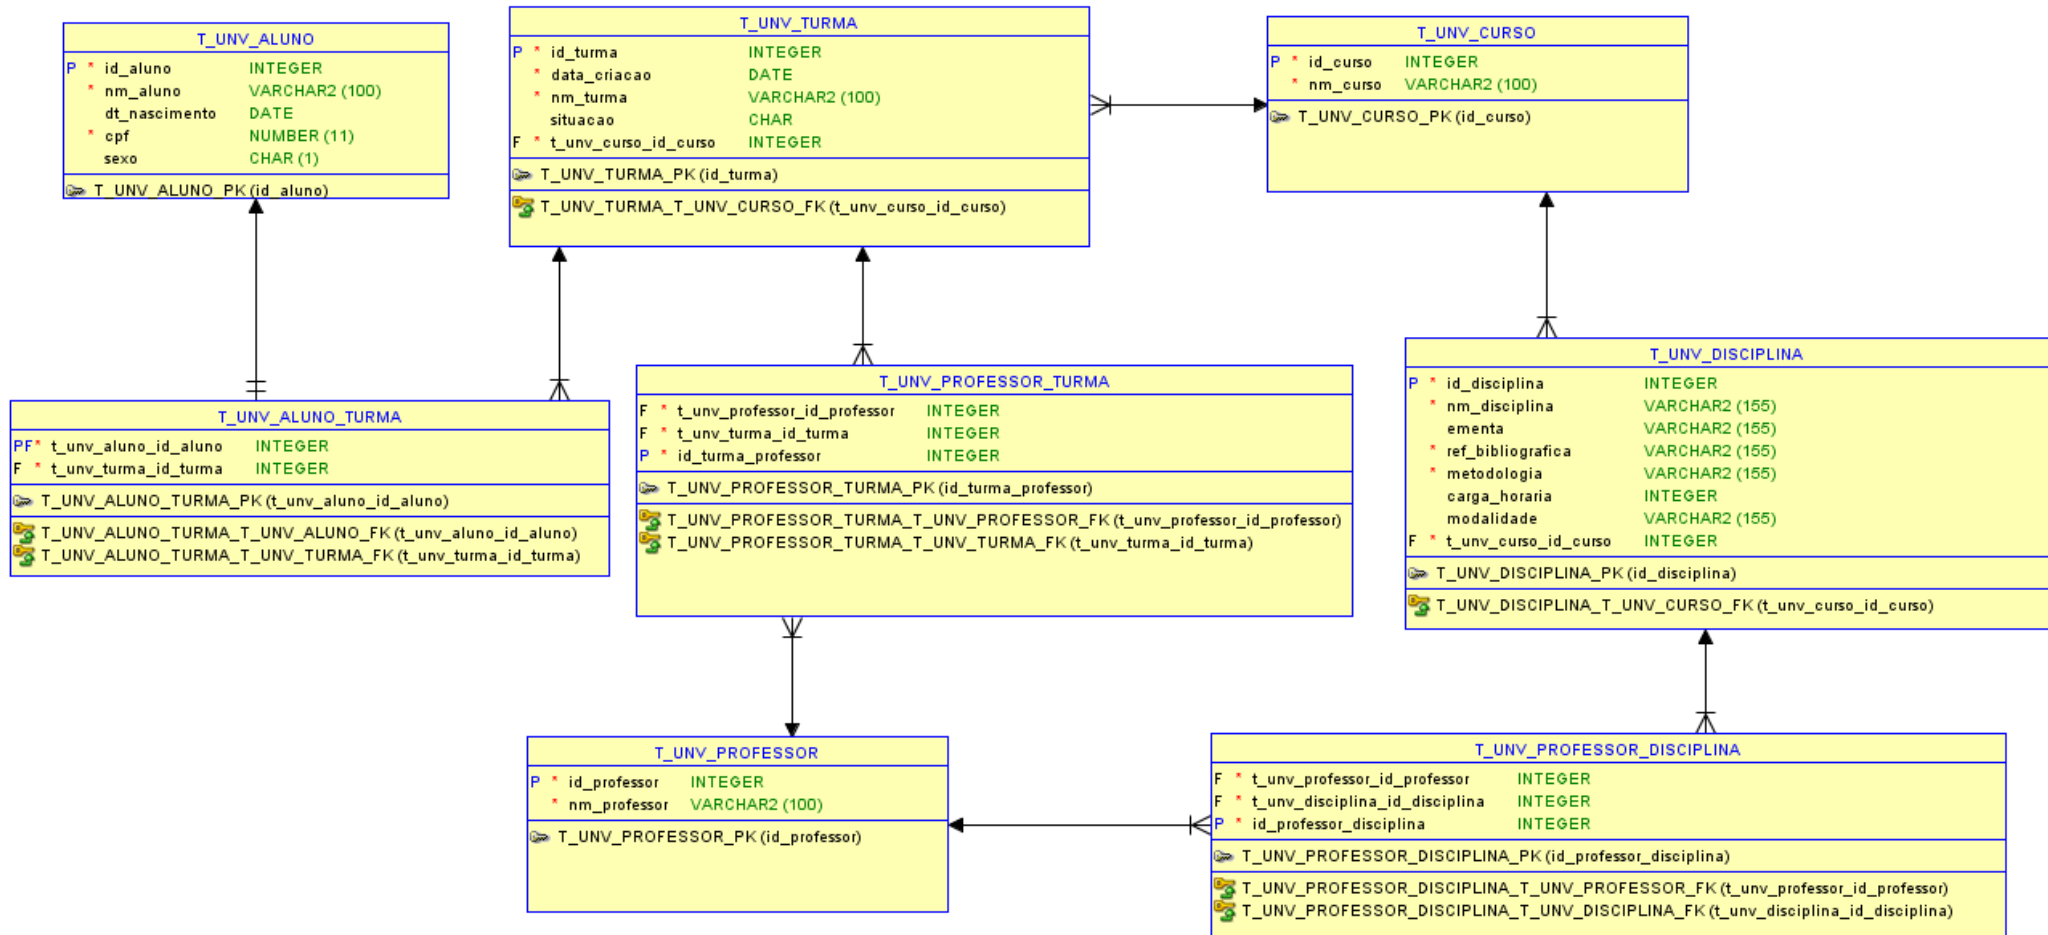 T_UNV_ALUNO
P * id_aluno INTEGER
* nm_aluno VARCHAR2 (100)
dt_nascimento DATE
* cpf NUMBER (11)
sexo CHAR (1)
T_UNV_ALUNO_PK (id_aluno)
T_UNV_TURMA
P * id_turma INTEGER
* data_criacao DATE
* nm_turma VARCHAR2 (100)
situacao CHAR
F * t_unv_curso_id_curso INTEGER
T_UNV_TURMA_PK (id_turma)
T_UNV_TURMA_T_UNV_CURSO_FK (t_unv_curso_id_curso)
T_UNV_CURSO
P * id_curso INTEGER
* nm_curso VARCHAR2 (100)
T_UNV_CURSO_PK (id_curso)
T_UNV_ALUNO_TURMA
PF* t_unv_aluno_id_aluno INTEGER
F * t_unv_turma_id_turma INTEGER
T_UNV_ALUNO_TURMA_PK (t_unv_aluno_id_aluno)
T_UNV_ALUNO_TURMA_T_UNV_ALUNO_FK (t_unv_aluno_id_aluno)
T_UNV_ALUNO_TURMA_T_UNV_TURMA_FK (t_unv_turma_id_turma)
T_UNV_PROFESSOR_TURMA
F * t_unv_professor_id_professor INTEGER
F * t_unv_turma_id_turma INTEGER
P * id_turma_professor INTEGER
T_UNV_PROFESSOR_TURMA_PK (id_turma_professor)
T_UNV_PROFESSOR_TURMA_T_UNV_PROFESSOR_FK (t_unv_professor_id_professor)
T_UNV_PROFESSOR_TURMA_T_UNV_TURMA_FK (t_unv_turma_id_turma)
T_UNV_DISCIPLINA
P * id_disciplina INTEGER
* nm_disciplina VARCHAR2 (155)
ementa VARCHAR2 (155)
* ref_bibliografica VARCHAR2 (155)
* metodologia VARCHAR2 (155)
carga_horaria INTEGER
modalidade VARCHAR2 (155)
F * t_unv_curso_id_curso INTEGER
T_UNV_DISCIPLINA_PK (id_disciplina)
T_UNV_DISCIPLINA_T_UNV_CURSO_FK (t_unv_curso_id_curso)
T_UNV_PROFESSOR
P * id_professor INTEGER
* nm_professor VARCHAR2 (100)
T_UNV_PROFESSOR_PK (id_professor)
T_UNV_PROFESSOR_DISCIPLINA
F * t_unv_professor_id_professor INTEGER
F * t_unv_disciplina_id_disciplina INTEGER
P * id_professor_disciplina INTEGER
T_UNV_PROFESSOR_DISCIPLINA_PK (id_professor_disciplina)
T_UNV_PROFESSOR_DISCIPLINA_T_UNV_PROFESSOR_FK (t_unv_professor_id_professor)
T_UNV_PROFESSOR_DISCIPLINA_T_UNV_DISCIPLINA_FK (t_unv_disciplina_id_disciplina)